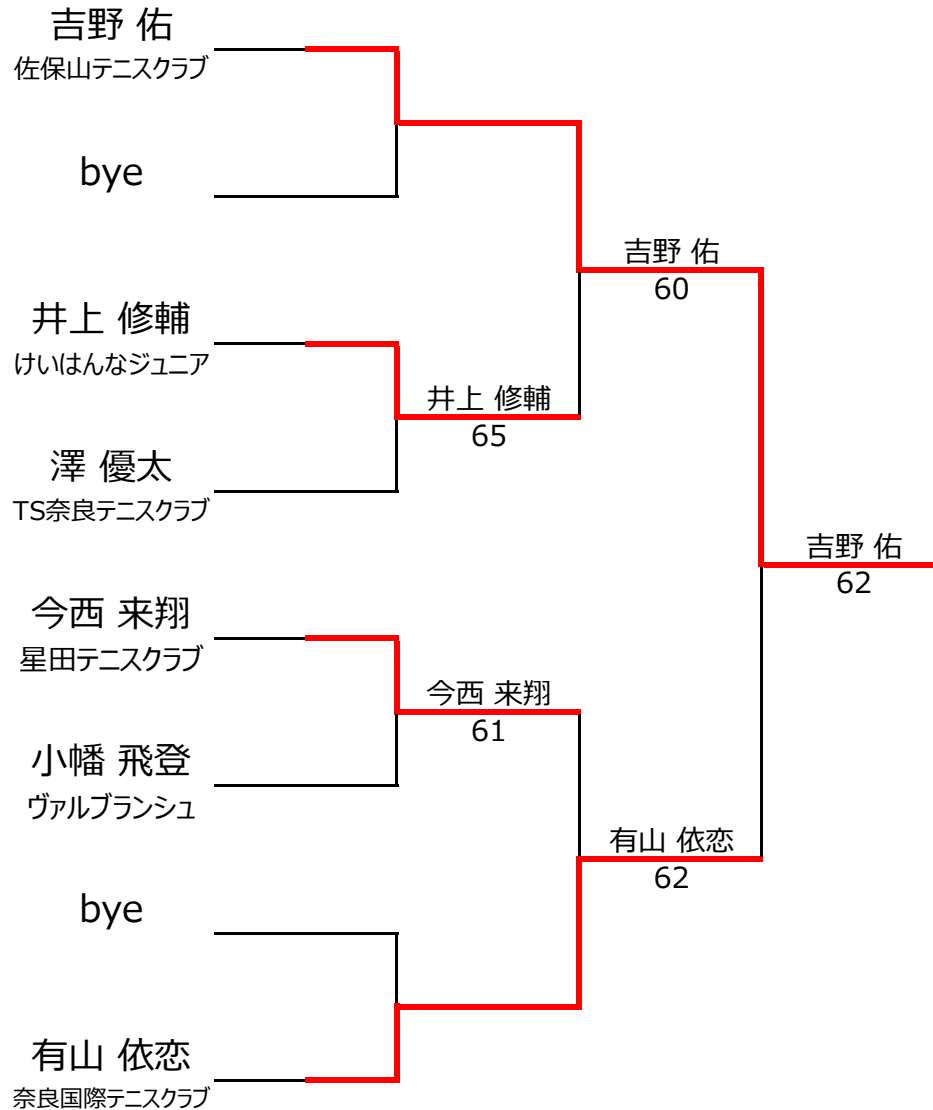 吉野 佑
佐保山テニスクラブ
bye
吉野 佑
60
井上 修輔
けいはんなジュニア
井上 修輔
65
澤 優太
TS奈良テニスクラブ
吉野 佑
62
今西 来翔
星田テニスクラブ
今西 来翔
61
小幡 飛登
ヴァルブランシュ
有山 依恋
62
bye
有山 依恋
奈良国際テニスクラブ